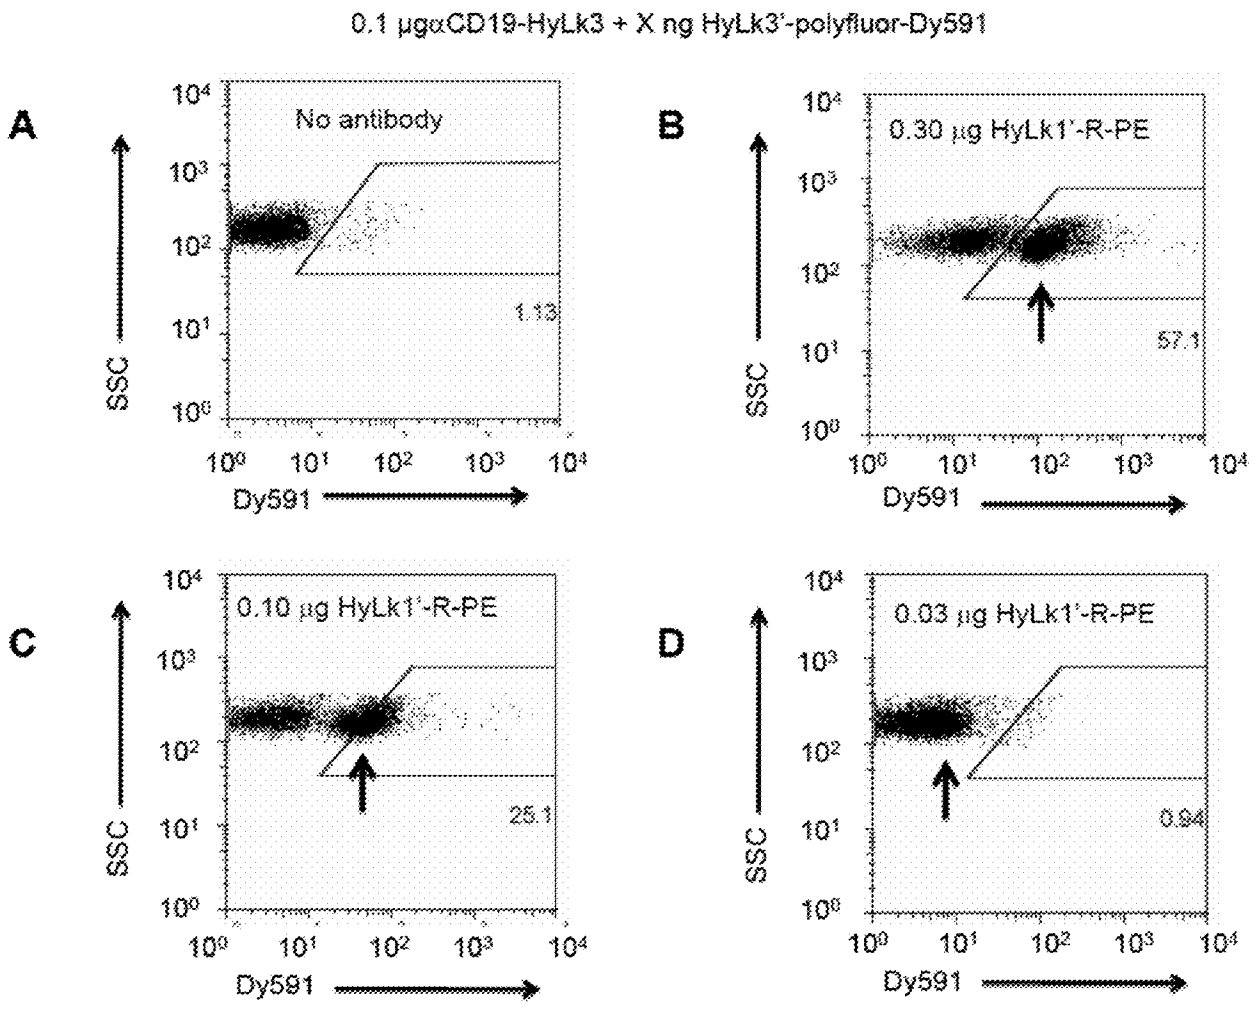 0.1 µgαCD19-HyLk3 + X ng HyLk3'-polyfluor-Dy591
A
SSC
10⁴
10³
10²
10¹
10⁰
No antibody
1.13
10⁰ 10¹ 10² 10³ 10⁴
Dy591
B
SSC
10⁴
10³
10²
10¹
10⁰
0.30 µg HyLk1'-R-PE
57.1
10⁰ 10¹ 10² 10³ 10⁴
Dy591
C
SSC
10⁴
10³
10²
10¹
10⁰
0.10 µg HyLk1'-R-PE
25.1
10⁰ 10¹ 10² 10³ 10⁴
Dy591
D
SSC
10⁴
10³
10²
10¹
10⁰
0.03 µg HyLk1'-R-PE
0.94
10⁰ 10¹ 10² 10³ 10⁴
Dy591